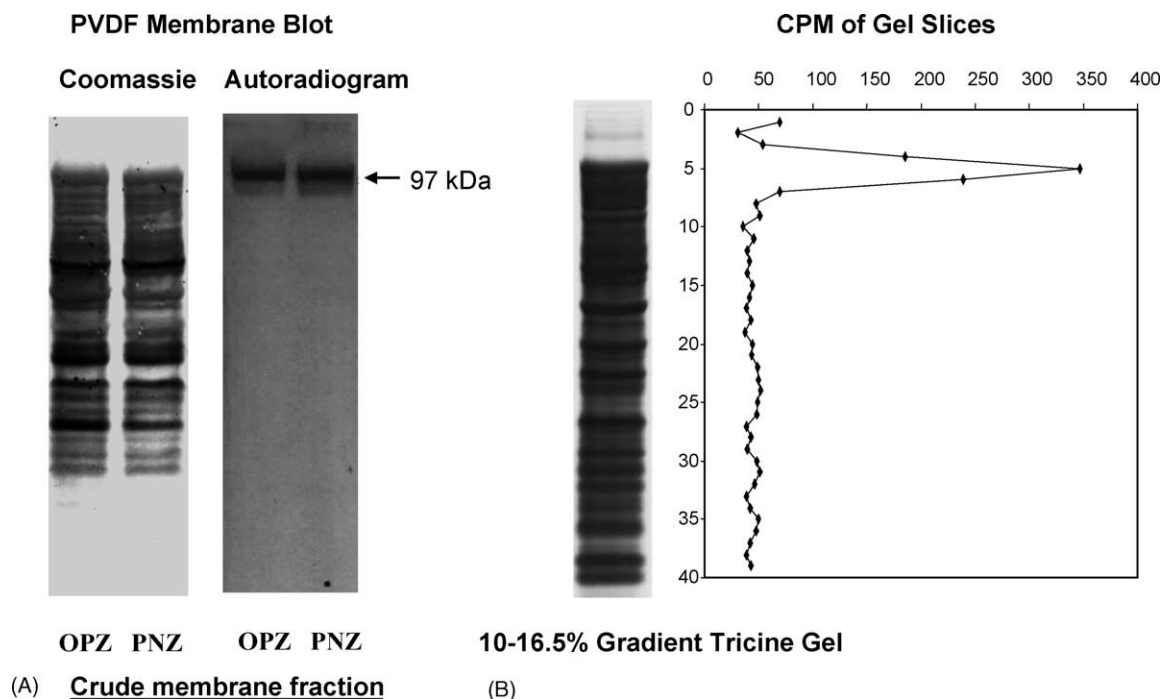 PVDF Membrane Blot
Coomassie Autoradiogram
97 kDa
OPZ PNZ OPZ PNZ
(A) Crude membrane fraction
CPM of Gel Slices
0 50 100 150 200 250 300 350 400
0
5
10
15
20
25
30
35
40
10-16.5% Gradient Tricine Gel
(B)